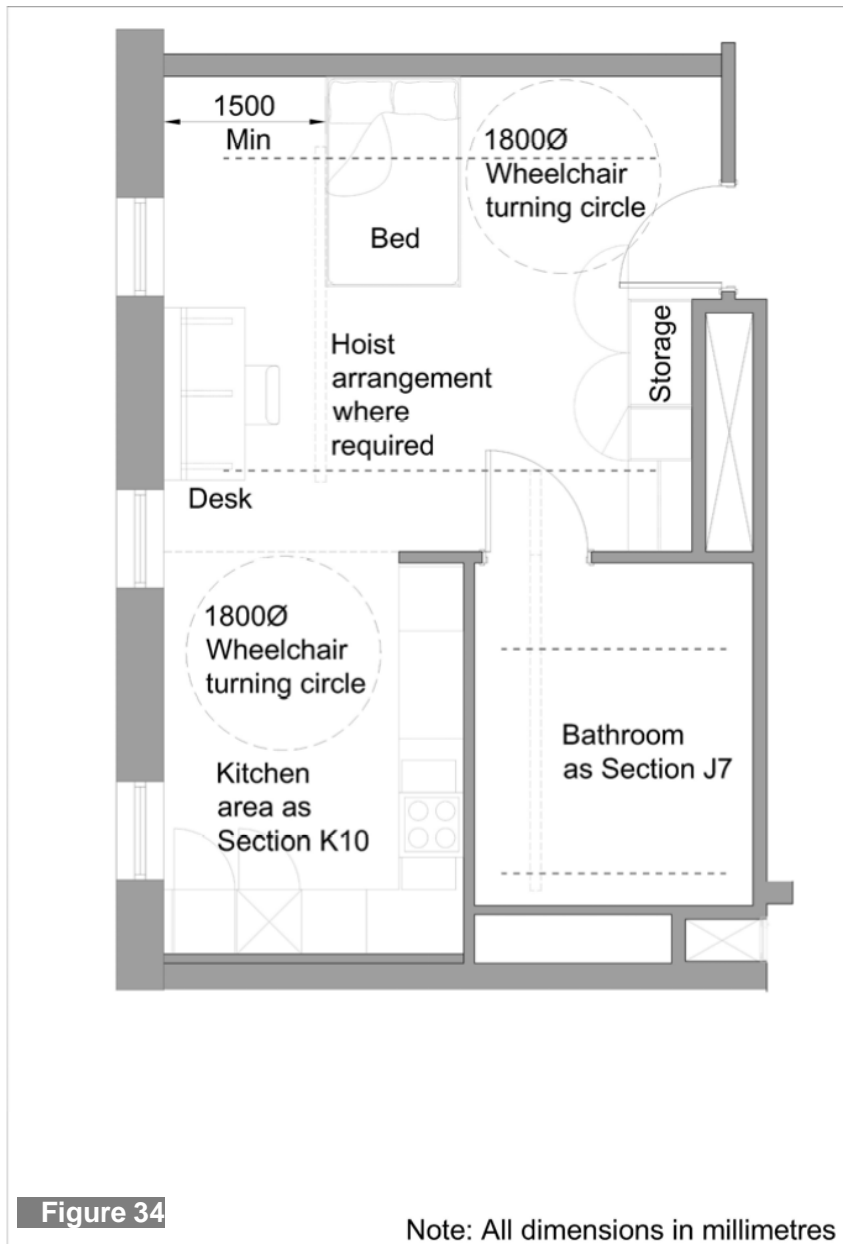 1500
Min
1800Ø
Wheelchair
turning circle
Bed
Hoist
arrangement
where
required
Storage
Desk
1800Ø
Wheelchair
turning circle
Kitchen
area as
Section K10
Bathroom
as Section J7
Figure 34
Note: All dimensions in millimetres